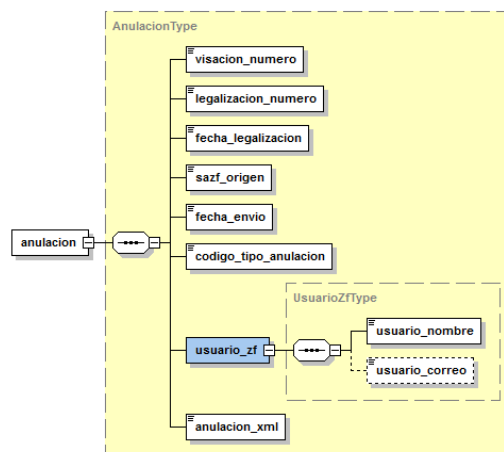 AnulacionType
visacion_numero
legalizacion_numero
fecha_legalizacion
sazf_origen
fecha_envio
anulacion
codigo_tipo_anulacion
UsuarioZfType
usuario_nombre
usuario_zf
usuario_correo
anulacion_xml